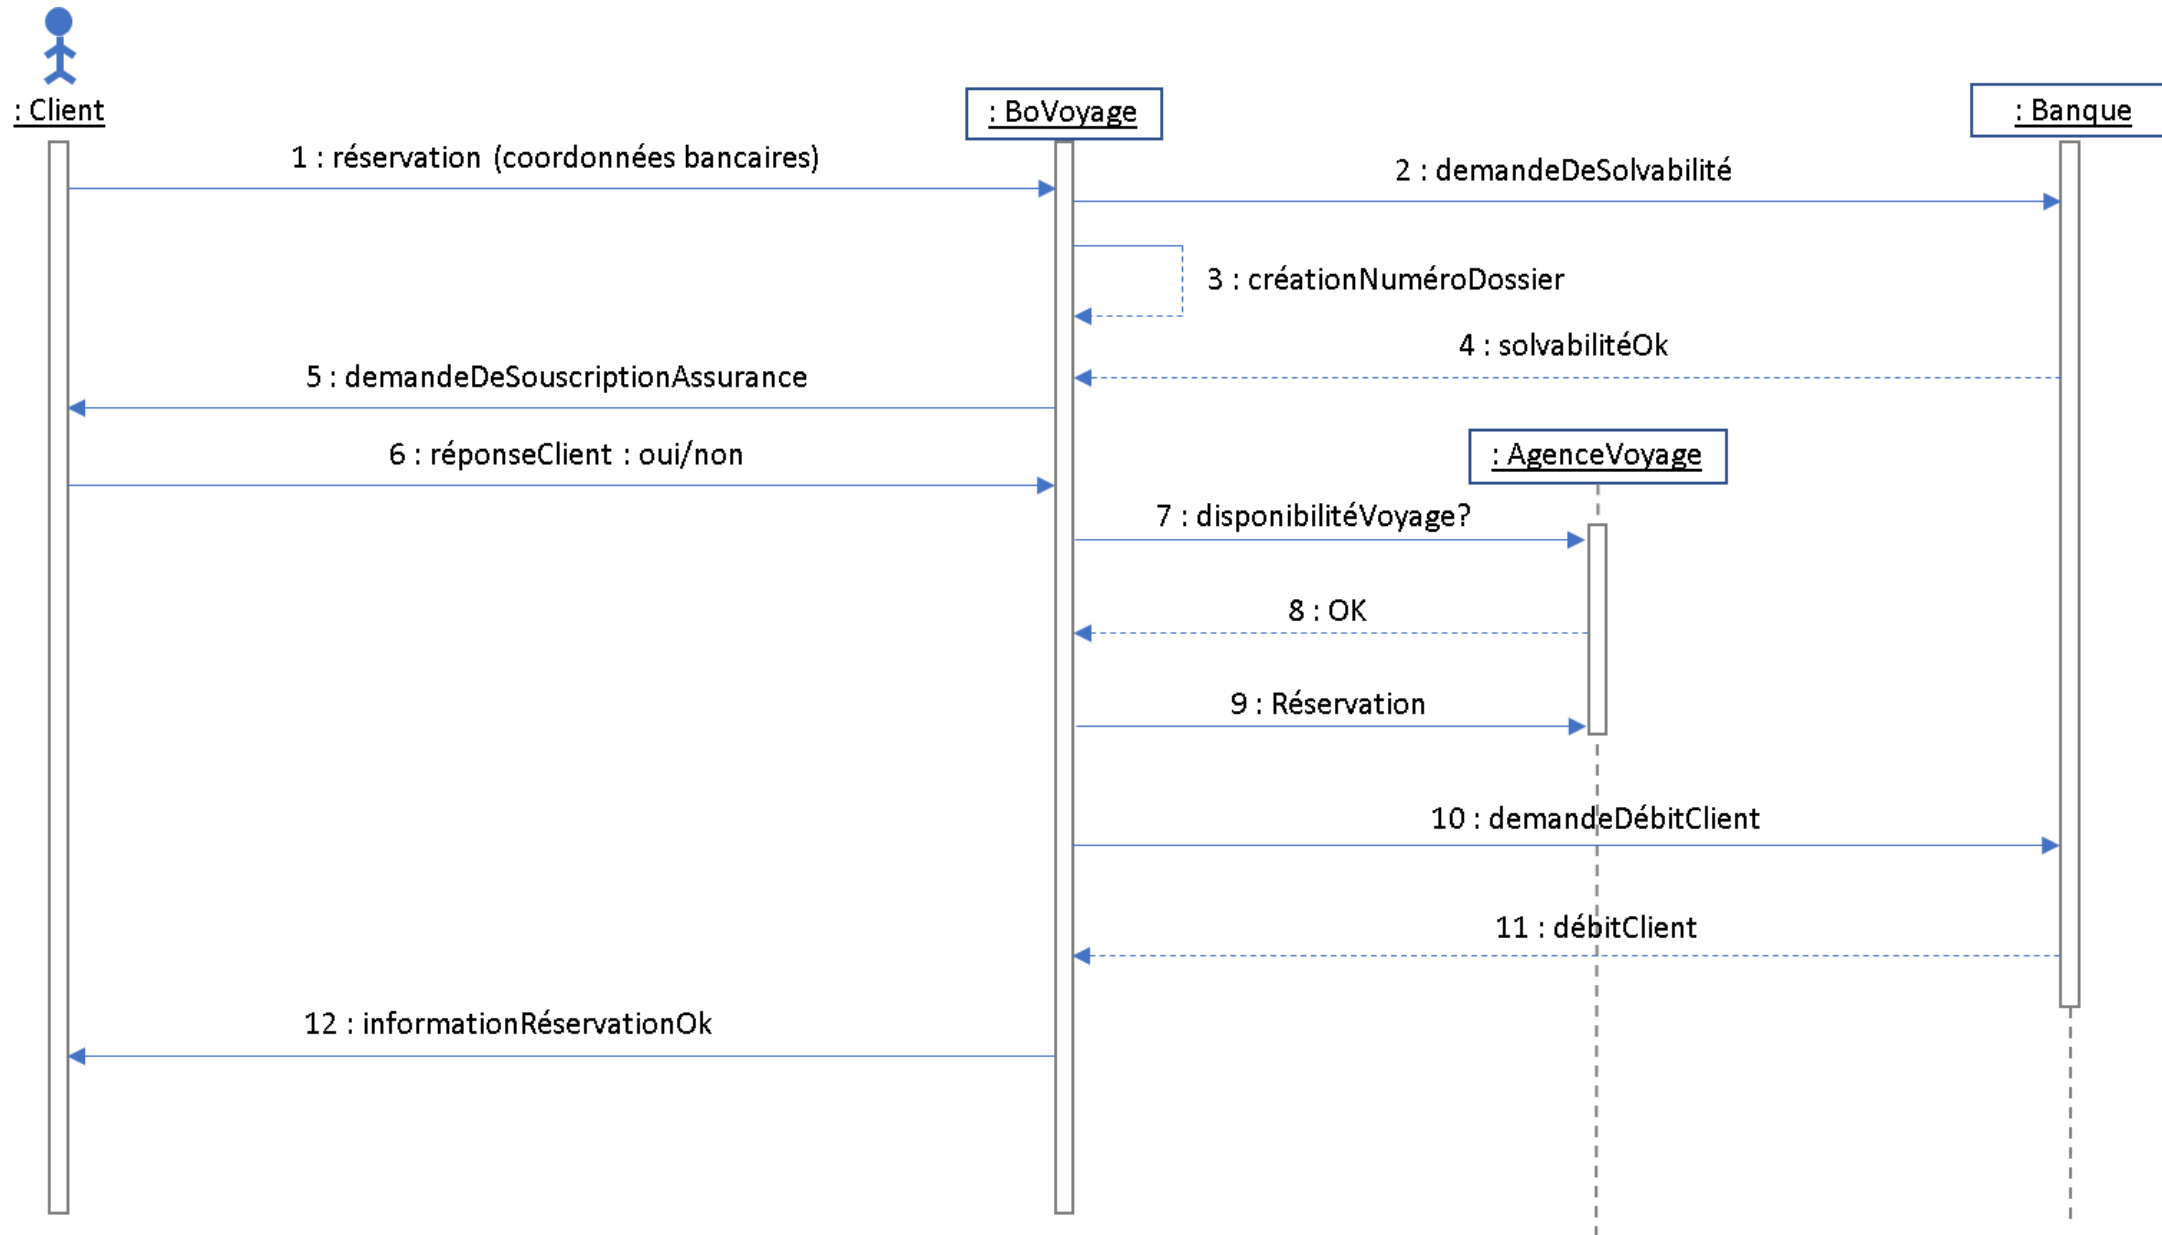 : Client
: BoVoyage
: Banque
1 : réservation (coordonnées bancaires)
2 : demandeDeSolvabilité
3 : créationNuméroDossier
4 : solvabilitéOk
5 : demandeDeSouscriptionAssurance
6 : réponseClient : oui/non
: AgenceVoyage
7 : disponibilitéVoyage?
8 : OK
9 : Réservation
10 : demandeDébitClient
11 : débitClient
12 : informationRéservationOk